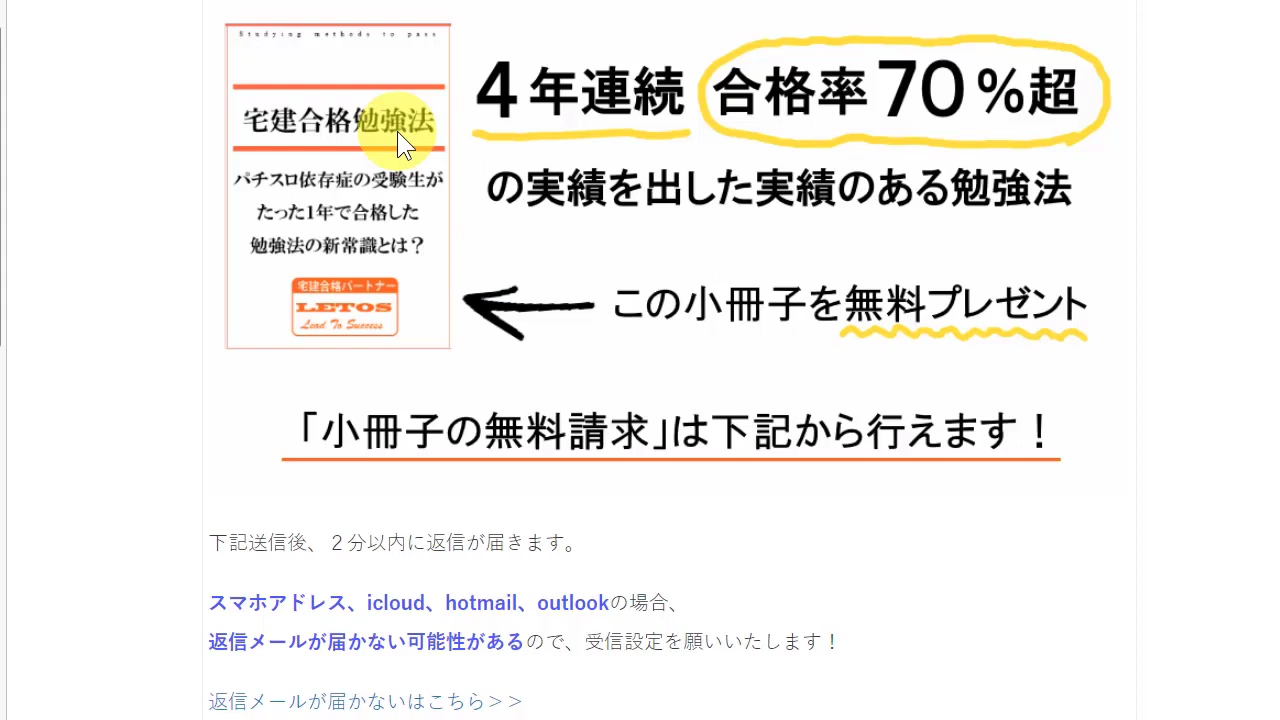 Studying methods to pass
宅建合格勉強法
パチスロ依存症の受験生が
たった1年で合格した
勉強法の新常識とは？
宅建合格パートナー
LETOS
Lead To Success
4年連続 合格率70％超
の実績を出した実績のある勉強法
この小冊子を無料プレゼント
「小冊子の無料請求」は下記から行えます！
下記送信後、２分以内に返信が届きます。
スマホアドレス、icloud、hotmail、outlookの場合、
返信メールが届かない可能性があるので、受信設定を願いいたします！
返信メールが届かないはこちら＞＞